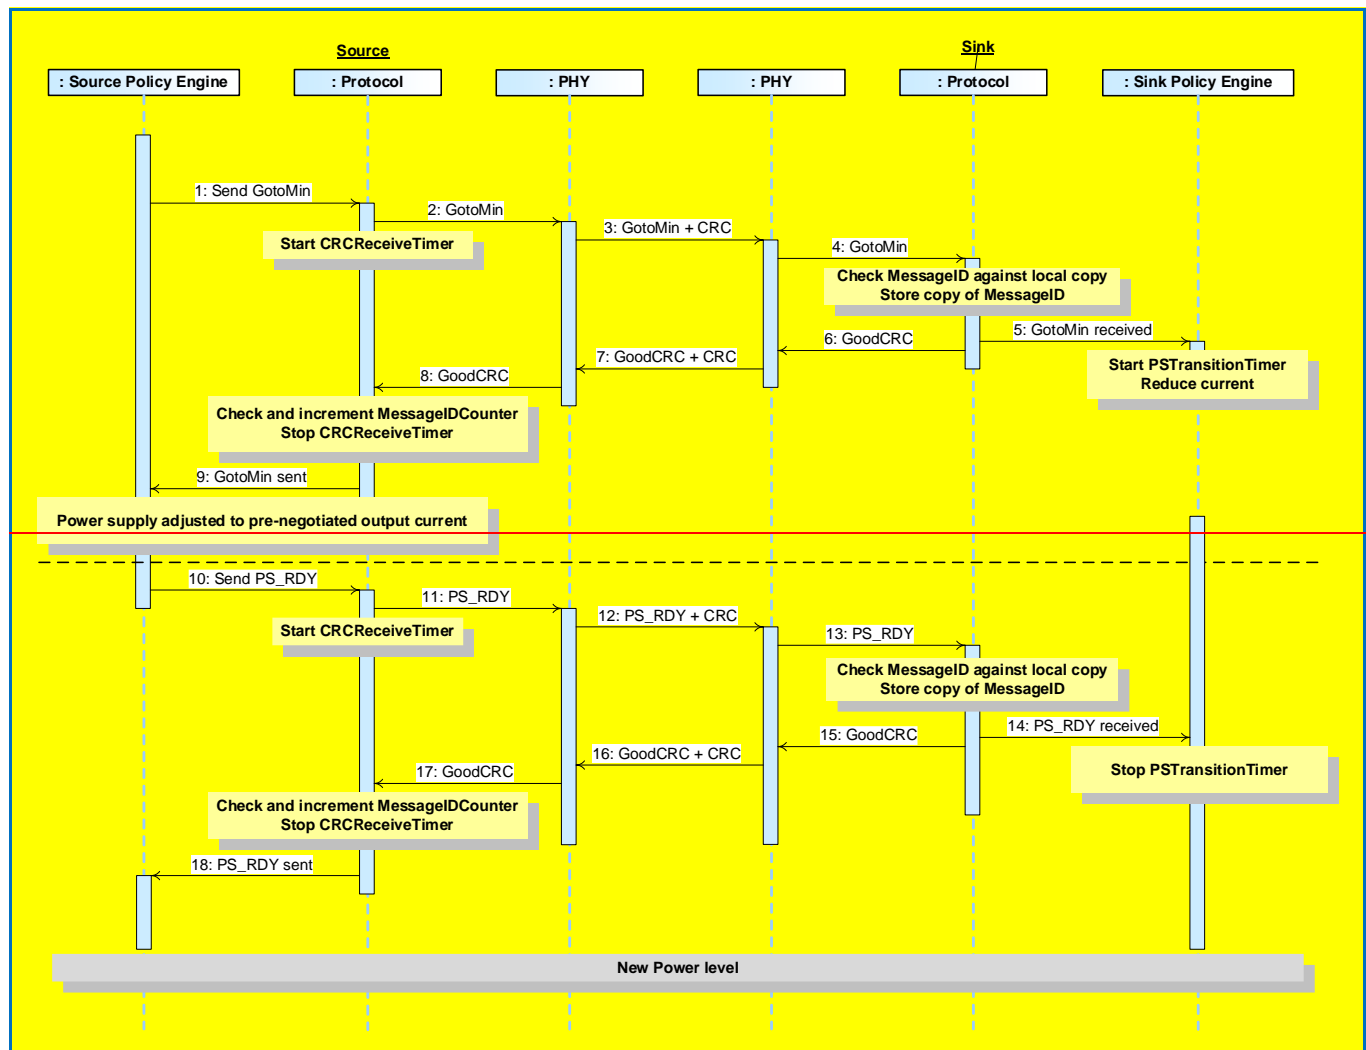 Source
Sink
: Source Policy Engine
: Protocol
: PHY
: PHY
: Protocol
: Sink Policy Engine
1: Send GotoMin
2: GotoMin
Start CRCReceiveTimer
3: GotoMin + CRC
4: GotoMin
Check MessageID against local copy
Store copy of MessageID
5: GotoMin received
6: GoodCRC
7: GoodCRC + CRC
Start PSTransitionTimer
Reduce current
8: GoodCRC
Check and increment MessageIDCounter
Stop CRCReceiveTimer
9: GotoMin sent
Power supply adjusted to pre-negotiated output current
10: Send PS_RDY
11: PS_RDY
Start CRCReceiveTimer
12: PS_RDY + CRC
13: PS_RDY
Check MessageID against local copy
Store copy of MessageID
14: PS_RDY received
15: GoodCRC
16: GoodCRC + CRC
Stop PSTransitionTimer
17: GoodCRC
Check and increment MessageIDCounter
Stop CRCReceiveTimer
18: PS_RDY sent
New Power level